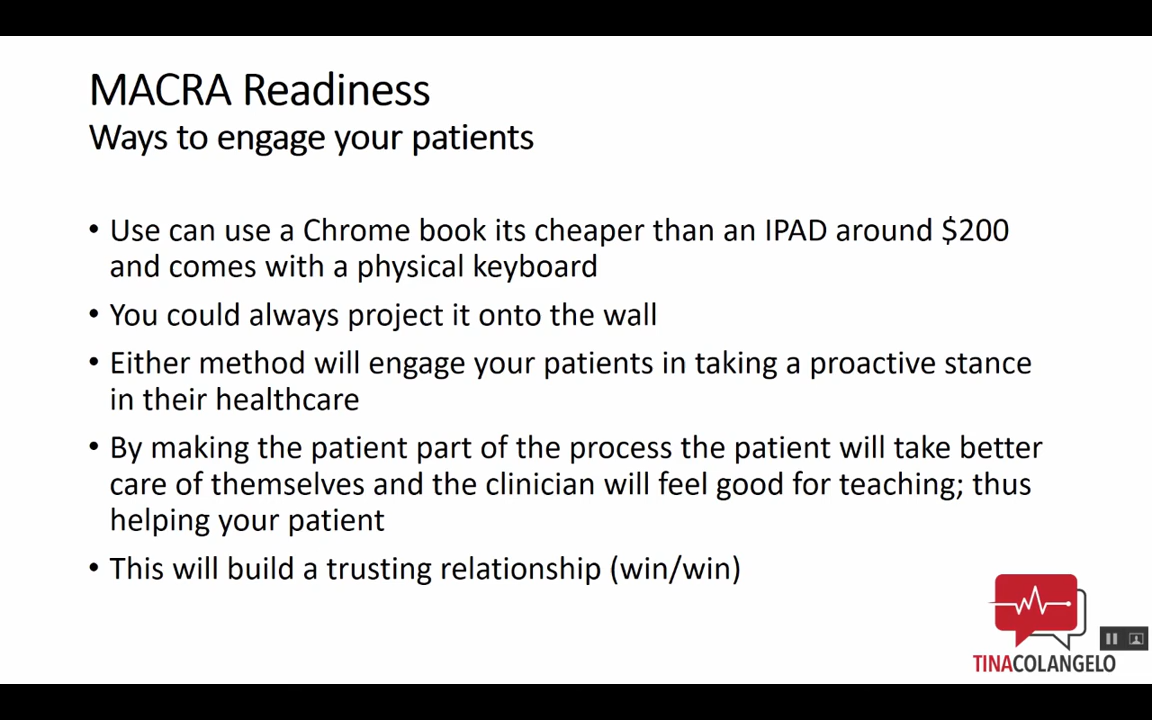 MACRA Readiness
Ways to engage your patients
• Use can use a Chrome book its cheaper than an IPAD around $200
and comes with a physical keyboard
• You could always project it onto the wall
• Either method will engage your patients in taking a proactive stance
in their healthcare
• By making the patient part of the process the patient will take better
care of themselves and the clinician will feel good for teaching; thus
helping your patient
• This will build a trusting relationship (win/win)
TINACOLANGELO